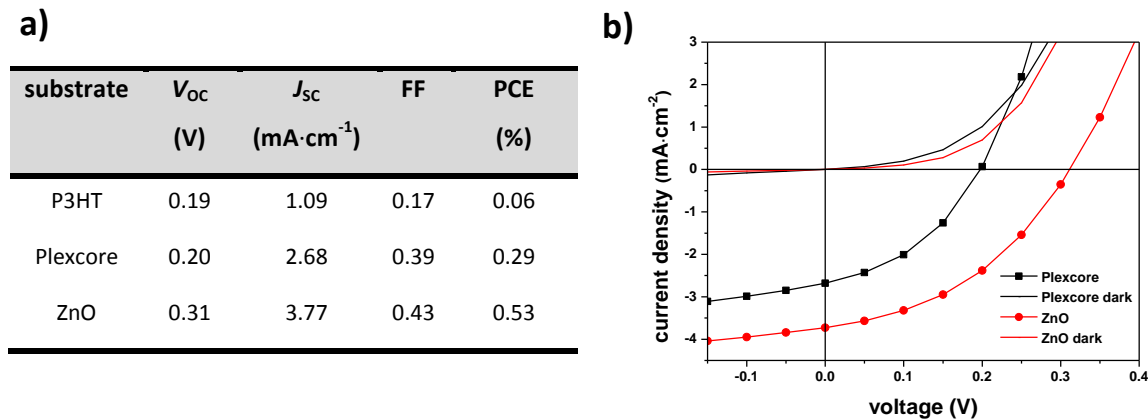 a)
substrate VOC JSC FF PCE
(V) (mA·cm-1) (%)
P3HT 0.19 1.09 0.17 0.06
Plexcore 0.20 2.68 0.39 0.29
ZnO 0.31 3.77 0.43 0.53
b)
current density (mA·cm-2)
3
2
1
0
-1
-2
-3
-4
Plexcore
Plexcore dark
ZnO
ZnO dark
-0.1 0.0 0.1 0.2 0.3 0.4
voltage (V)